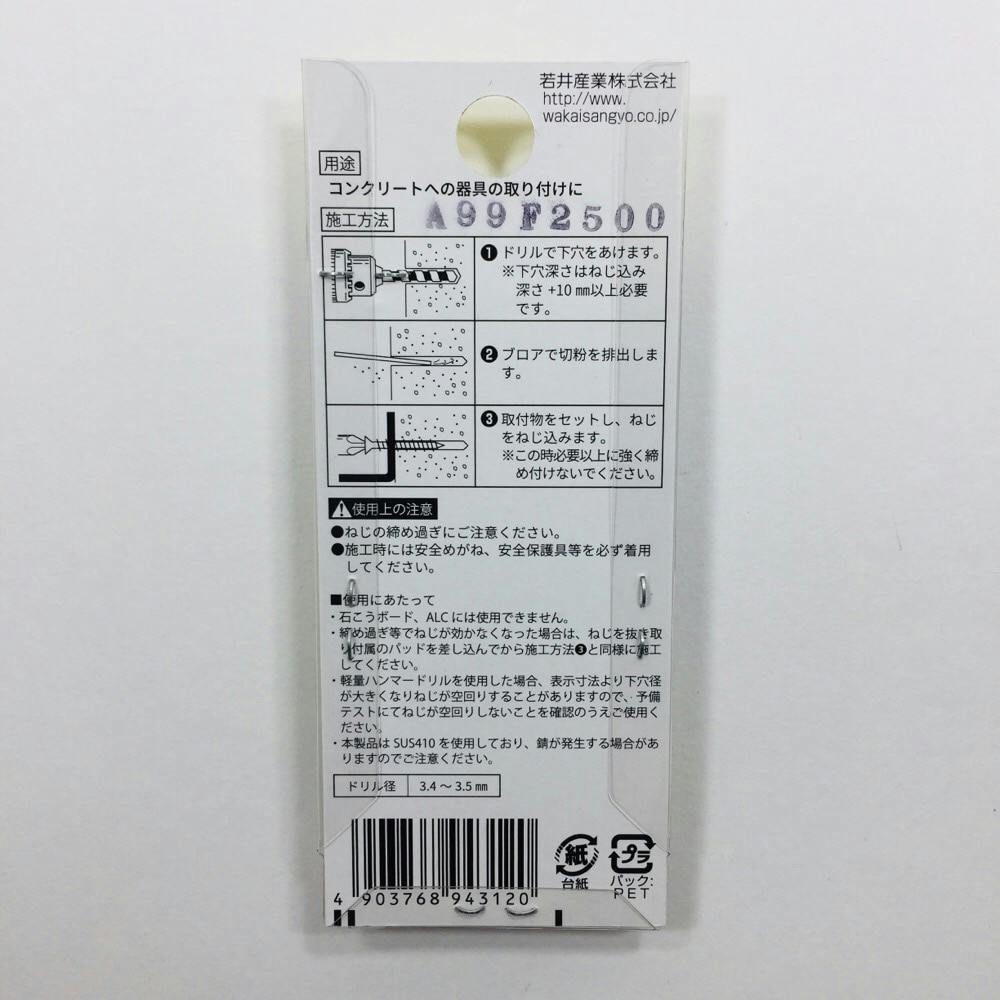 若井産業株式会社
http://www.
wakaisangyo.co.jp/
用途
コンクリートへの器具の取り付けに
施工方法
A99F2500
❶ ドリルで下穴をあけます。
※下穴深さはねじ込み
深さ +10 ㎜以上必要
です。
❷ ブロアで切粉を排出しま
す。
❸ 取付物をセットし、ねじ
をねじ込みます。
※この時必要以上に強く締
め付けないでください。
使用上の注意
●ねじの締め過ぎにご注意ください。
●施工時には安全めがね、安全保護具等を必ず着用
してください。
■使用にあたって
・石こうボード、ALC には使用できません。
・締め過ぎ等でねじが効かなくなった場合は、ねじを抜き取
り付属のパッドを差し込んでから施工方法❸と同様に施工
してください。
・軽量ハンマードリルを使用した場合、表示寸法より下穴径
が大きくなりねじが空回りすることがありますので、予備
テストにてねじが空回りしないことを確認のうえご使用く
ださい。
・本製品は SUS410 を使用しており、錆が発生する場合があ
りますのでご注意ください。
ドリル径 3.4 ～ 3.5 ㎜
紙
台紙
プラ
パック:
PET
4 903768 943120